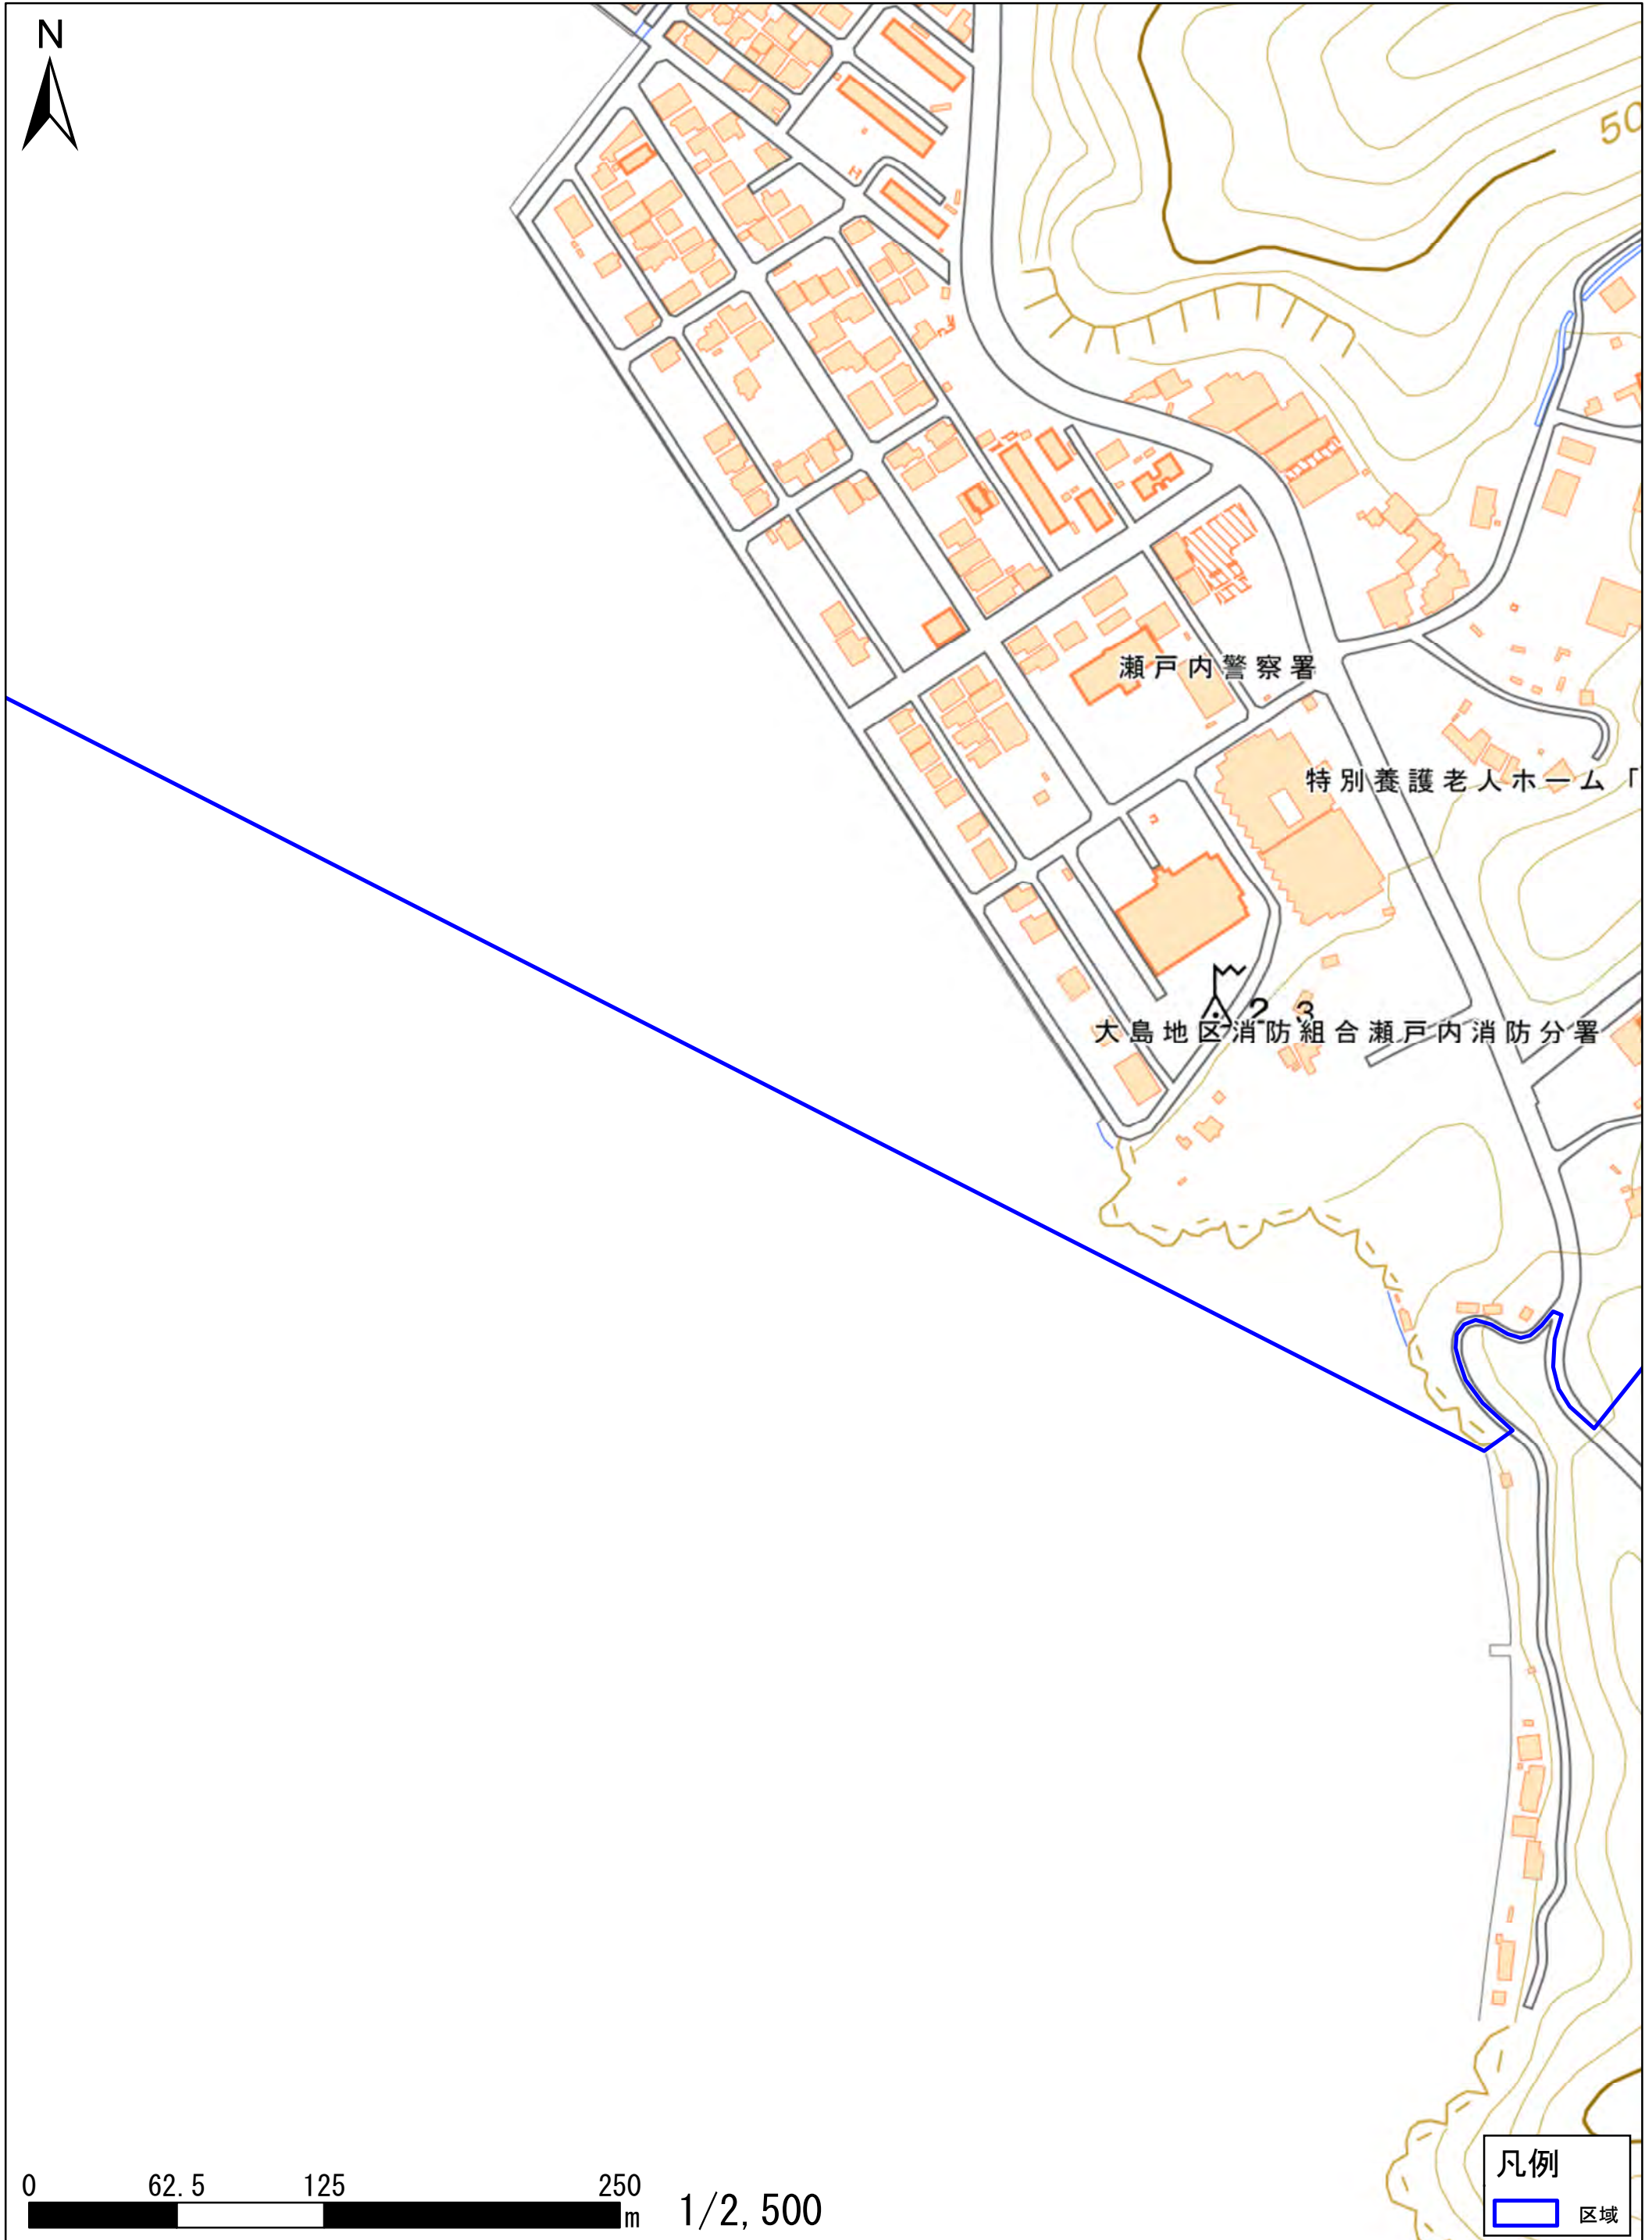 N
50
瀬戸内警察署
特別養護老人ホーム「
23
大島地区消防組合瀬戸内消防分署
0 62.5 125 250
m 1/2,500
凡例
区域